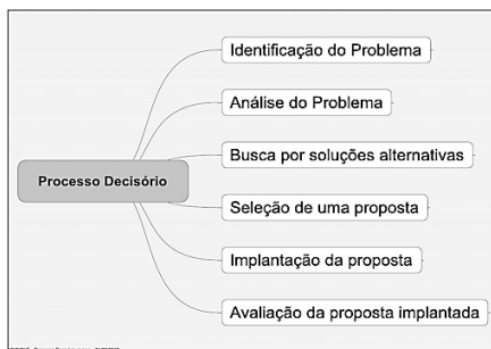 Identificação do Problema
Análise do Problema
Busca por soluções alternativas
Processo Decisório
Seleção de uma proposta
Implantação da proposta
Avaliação da proposta implantada